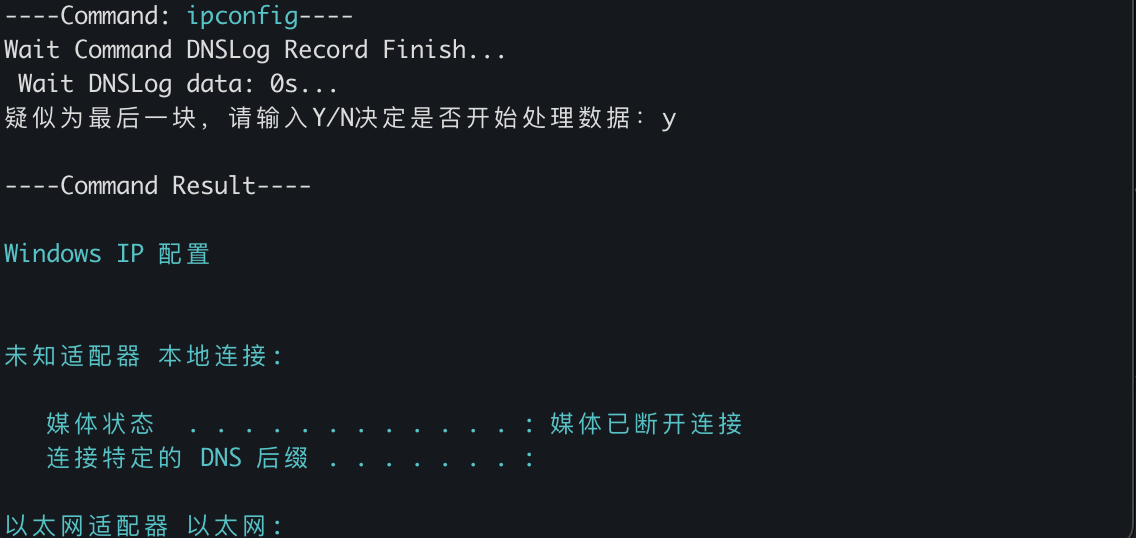 ----Command: ipconfig----
Wait Command DNSLog Record Finish...
Wait DNSLog data: 0s...
疑似为最后一块，请输入Y/N决定是否开始处理数据：y
----Command Result----
Windows IP 配置
未知适配器 本地连接:
媒体状态  . . . . . . . . . . . . : 媒体已断开连接
连接特定的 DNS 后缀 . . . . . . . :
以太网适配器 以太网: